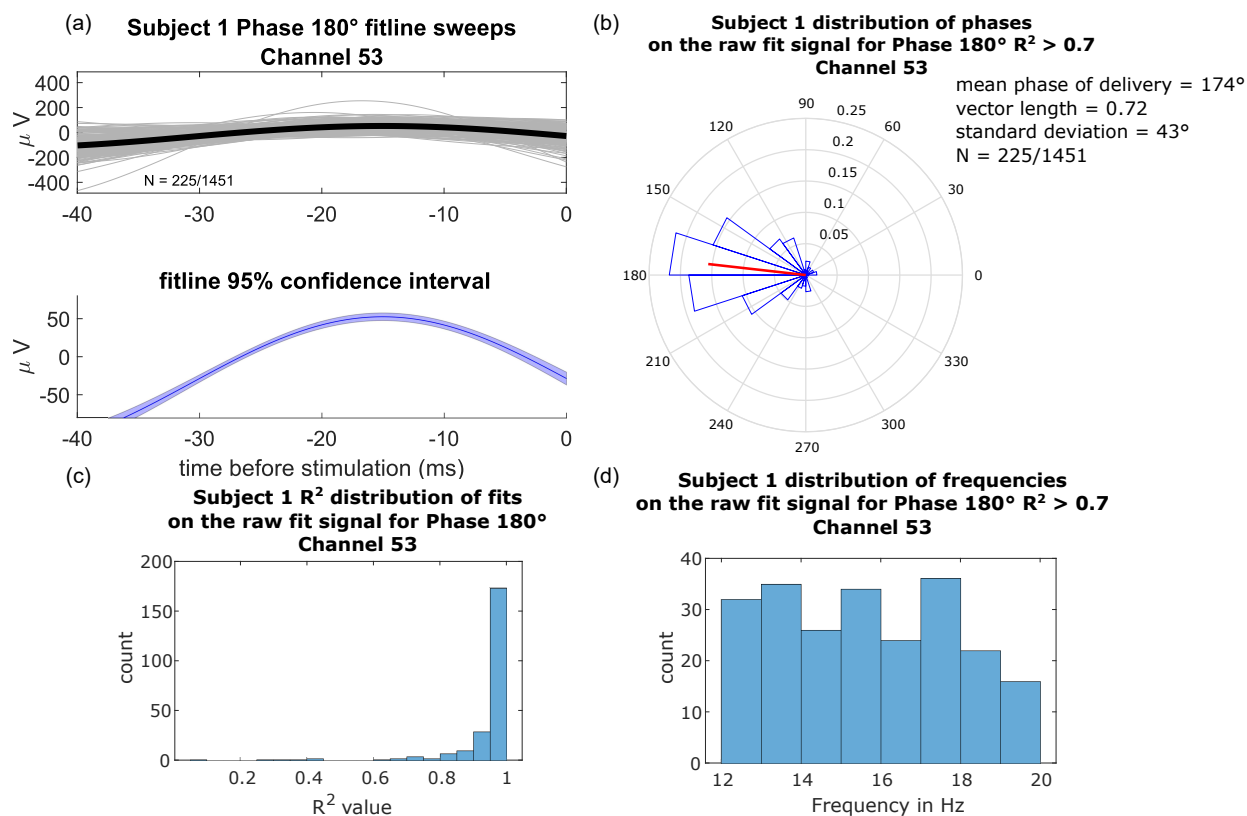 (a)
Subject 1 Phase 180° fitline sweeps
Channel 53
400
200
0
-200
-400
μ V
N = 225/1451
-40 -30 -20 -10 0
fitline 95% confidence interval
50
0
-50
μ V
-40 -30 -20 -10 0
time before stimulation (ms)
(b)
Subject 1 distribution of phases
on the raw fit signal for Phase 180° R² > 0.7
Channel 53
mean phase of delivery = 174°
vector length = 0.72
standard deviation = 43°
N = 225/1451
90
0.25
120
60
0.2
0.15
150
30
0.1
0.05
180
0
210
330
240
300
270
(c)
Subject 1 R² distribution of fits
on the raw fit signal for Phase 180°
Channel 53
200
150
100
50
0
count
0.2 0.4 0.6 0.8 1
R² value
(d)
Subject 1 distribution of frequencies
on the raw fit signal for Phase 180° R² > 0.7
Channel 53
40
30
20
10
0
count
12 14 16 18 20
Frequency in Hz